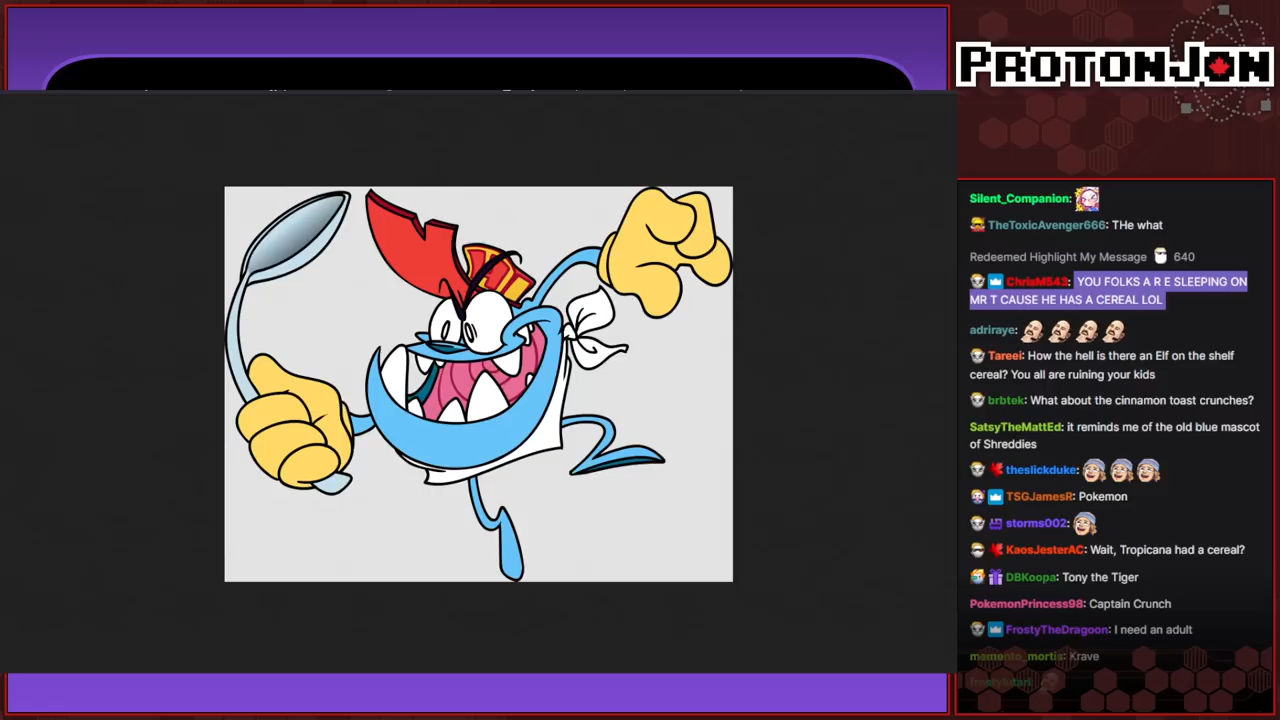 PROTONJON
Silent_Companion:
TheToxicAvenger666: THe what
Redeemed Highlight My Message 640
ChrisM543: YOU FOLKS A R E SLEEPING ON
MR T CAUSE HE HAS A CEREAL LOL
adriraye:
Tareei: How the hell is there an Elf on the shelf
cereal? You all are ruining your kids
brbtek: What about the cinnamon toast crunches?
SatsyTheMattEd: it reminds me of the old blue mascot
of Shreddies
theslickduke:
TSGJamesR: Pokemon
storms002:
KaosJesterAC: Wait, Tropicana had a cereal?
DBKoopa: Tony the Tiger
PokemonPrincess98: Captain Crunch
FrostyTheDragoon: I need an adult
memento_mortis: Krave